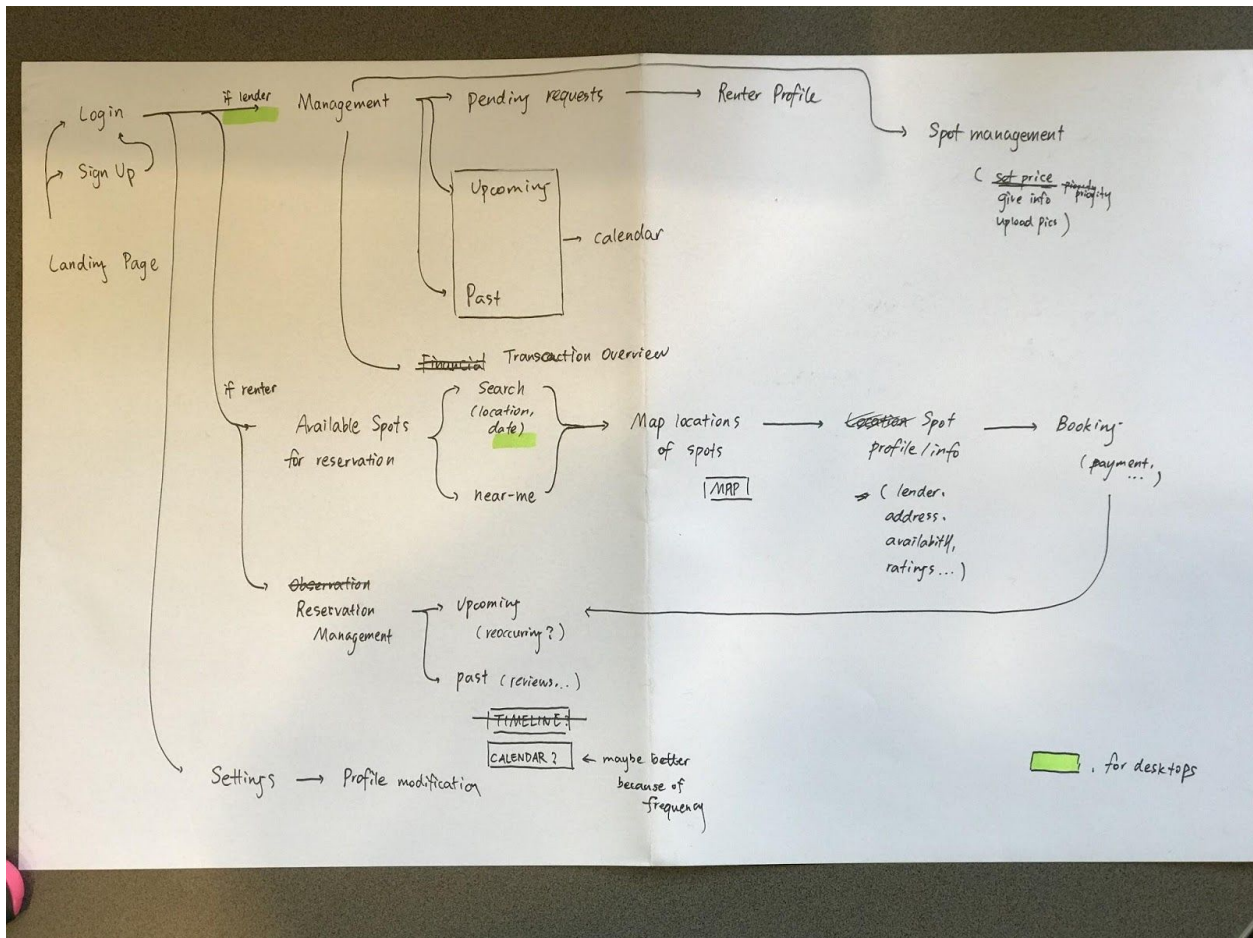 if lender
Login
Management
pending requests
Renter Profile
Sign Up
Spot management
( set price
priority
give info
upload pics )
Upcoming
calendar
Landing Page
Past
Financial Transaction Overview
if renter
Search
(location,
date)
Available Spots
for reservation
near-me
Map locations
of spots
MAP
Location Spot
profile/info
( lender,
address,
availabitly,
ratings... )
Booking
( payment,
... )
Observation
Reservation
Management
Upcoming
(reoccuring?)
past (reviews...)
TIMELINE?
CALENDAR?
maybe better
because of
frequency
Settings
Profile modification
, for desktops